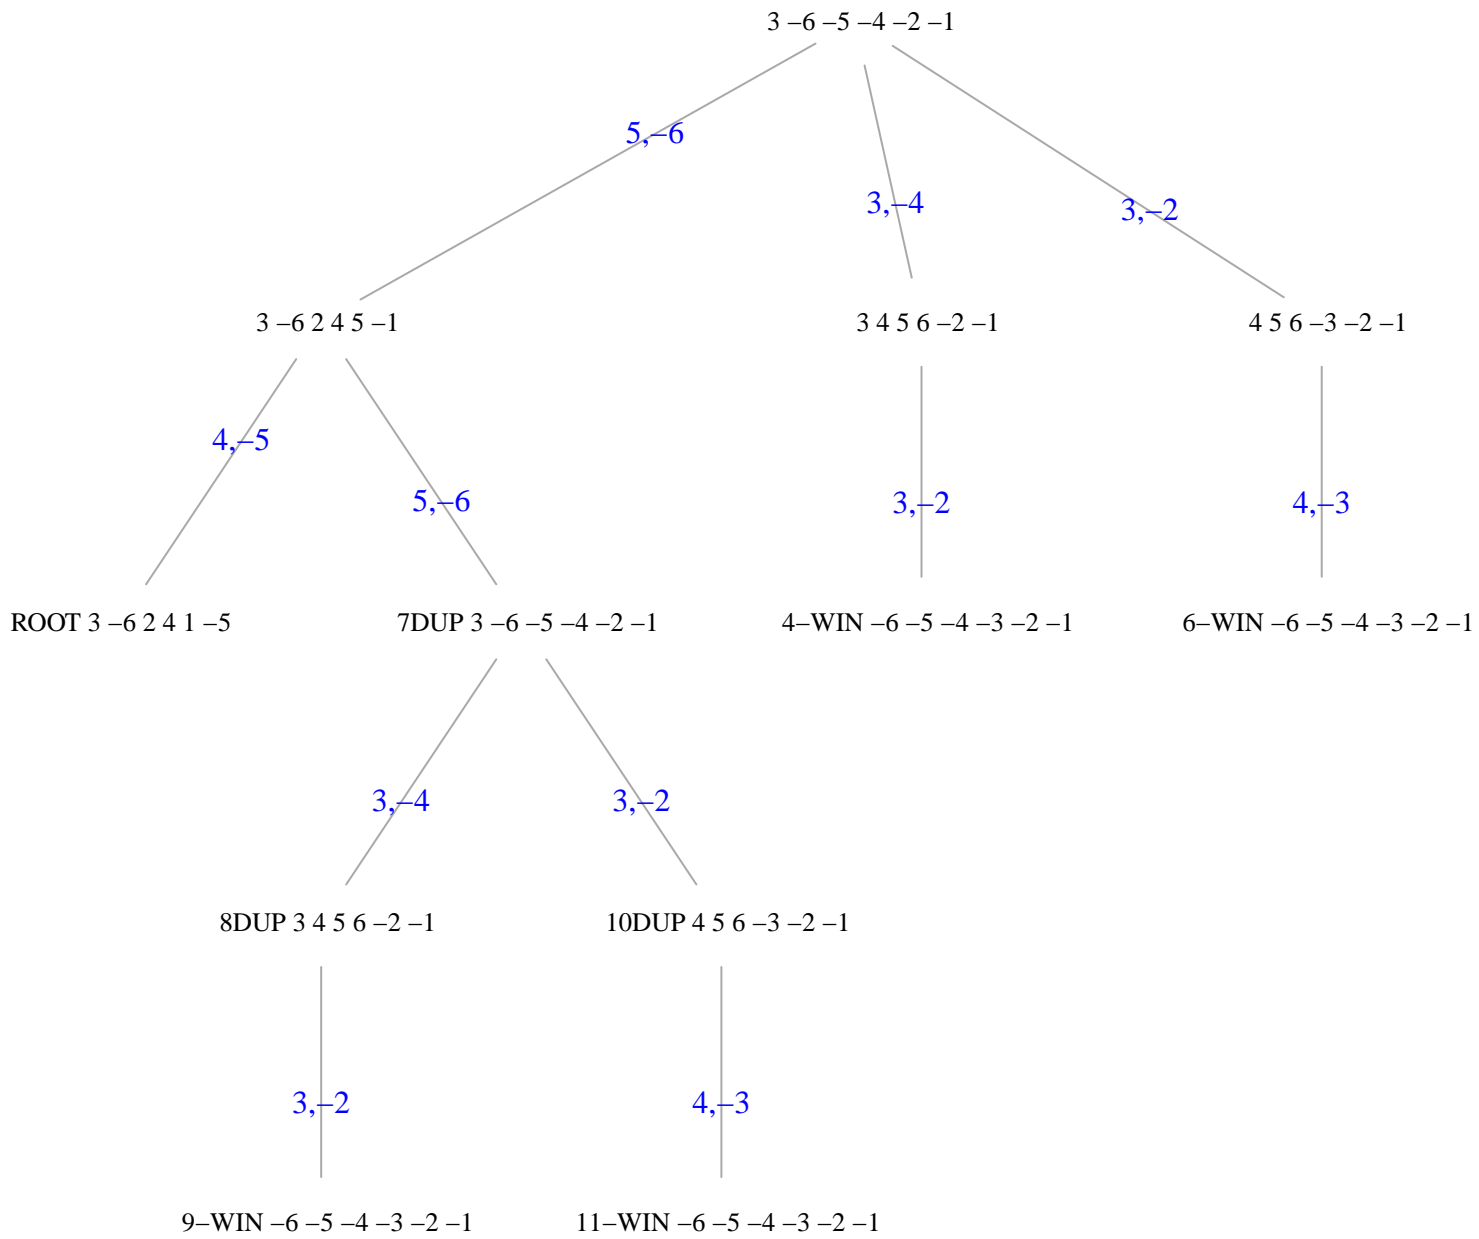 3 –6 –5 –4 –2 –1
5,–6
3,–4
3,–2
3 –6 2 4 5 –1
3 4 5 6 –2 –1
4 5 6 –3 –2 –1
4,–5
5,–6
3,–2
4,–3
ROOT 3 –6 2 4 1 –5
7DUP 3 –6 –5 –4 –2 –1
4–WIN –6 –5 –4 –3 –2 –1
6–WIN –6 –5 –4 –3 –2 –1
3,–4
3,–2
8DUP 3 4 5 6 –2 –1
10DUP 4 5 6 –3 –2 –1
3,–2
4,–3
9–WIN –6 –5 –4 –3 –2 –1
11–WIN –6 –5 –4 –3 –2 –1